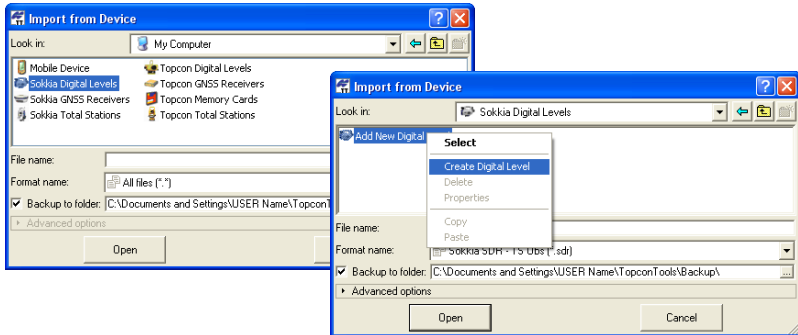 Import from Device
Look in:
My Computer
Mobile Device
Sokkia Digital Levels
Sokkia GNSS Receivers
Sokkia Total Stations
Topcon Digital Levels
Topcon GNSS Receivers
Topcon Memory Cards
Topcon Total Stations
File name:
Format name:
All files (*.*)
Backup to folder: C:\Documents and Settings\USER Name\TopconT
Advanced options
Open
Import from Device
Look in:
Sokkia Digital Levels
Add New Digital
Select
Create Digital Level
Delete
Properties
Copy
Paste
File name:
Format name:
Sokkia SDR - TS Obs (*.sdr)
Backup to folder: C:\Documents and Settings\USER Name\TopconTools\Backup\
...
Advanced options
Open
Cancel